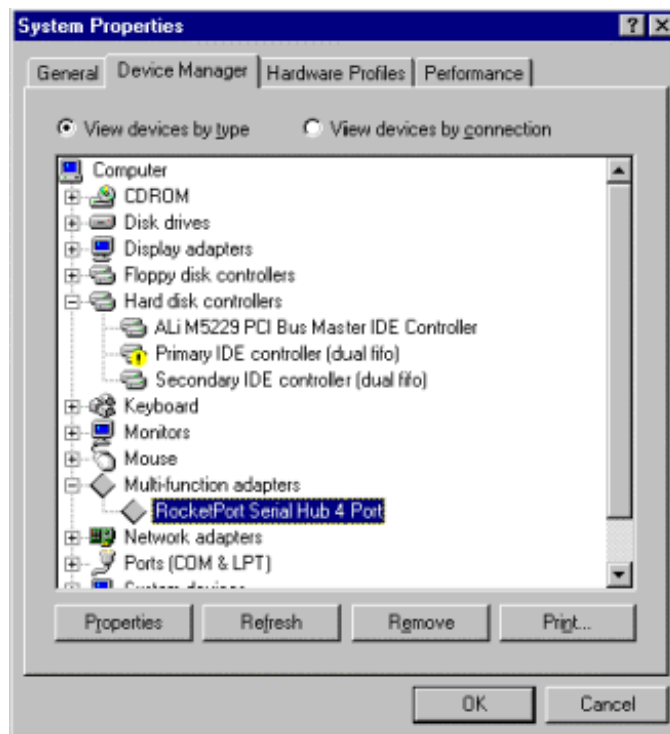 System Properties
General Device Manager Hardware Profiles Performance
View devices by type View devices by connection
Computer
CDROM
Disk drives
Display adapters
Floppy disk controllers
Hard disk controllers
ALi M5229 PCI Bus Master IDE Controller
Primary IDE controller (dual fifo)
Secondary IDE controller (dual fifo)
Keyboard
Monitors
Mouse
Multi-function adapters
RocketPort Serial Hub 4 Port
Network adapters
Ports (COM & LPT)
System devices
Properties Refresh Remove Print...
OK Cancel